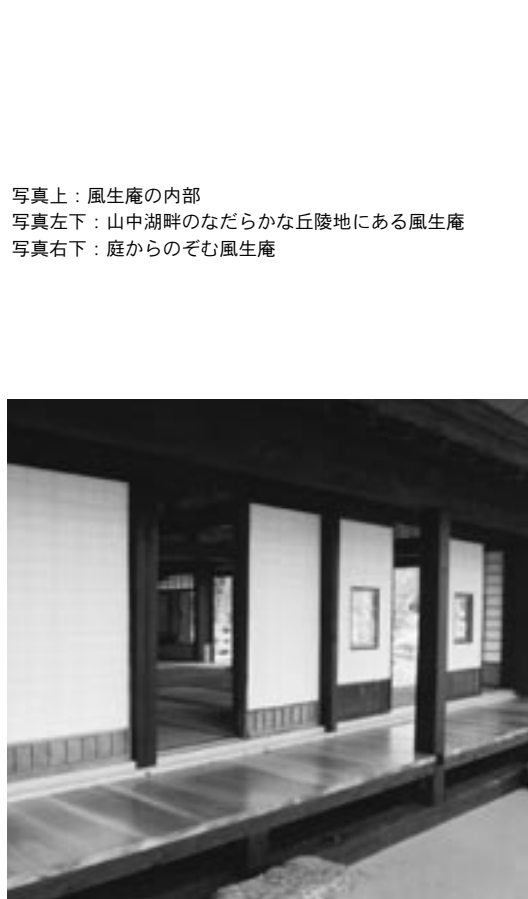 写真上：風生庵の内部
写真左下：山中湖畔のなだらかな丘陵地にある風生庵
写真右下：庭からのぞむ風生庵